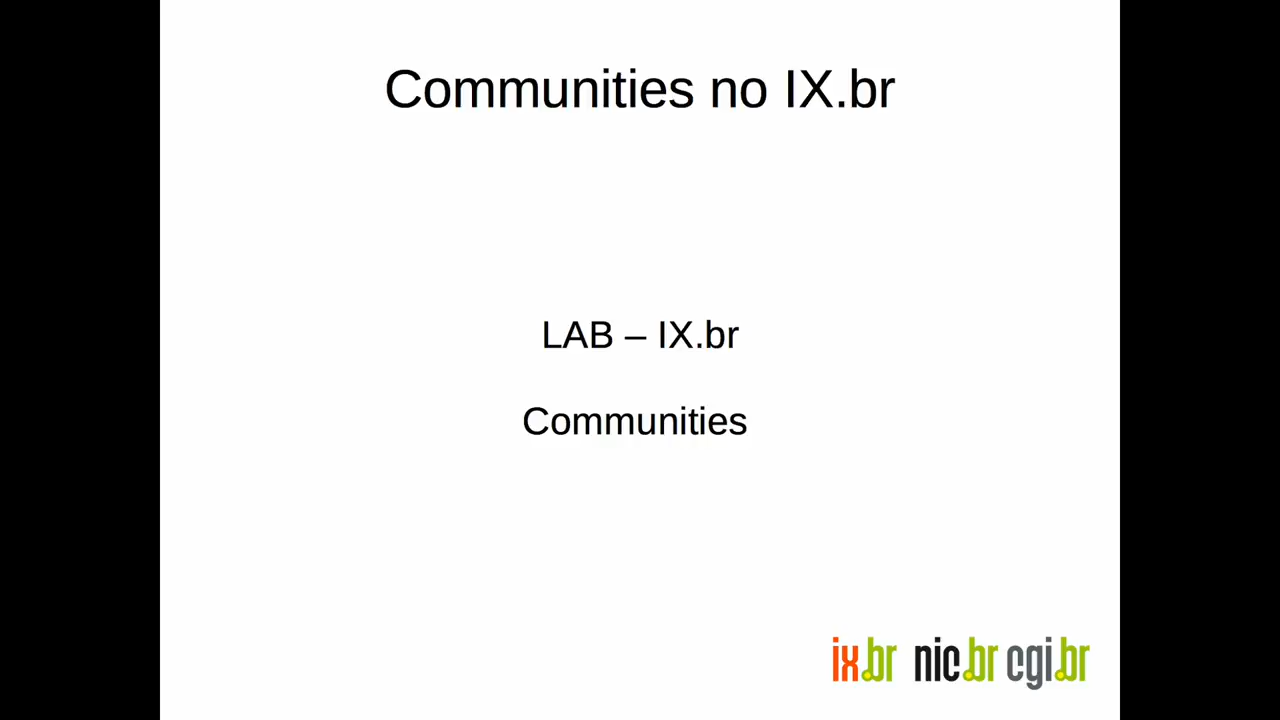 Communities no IX.br
LAB – IX.br
Communities
ix.br nic.br cgi.br